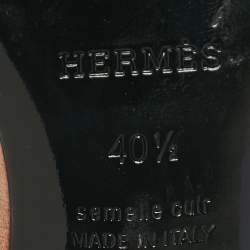 HERMÈS
40½
semelle cuir
MADE IN ITALY